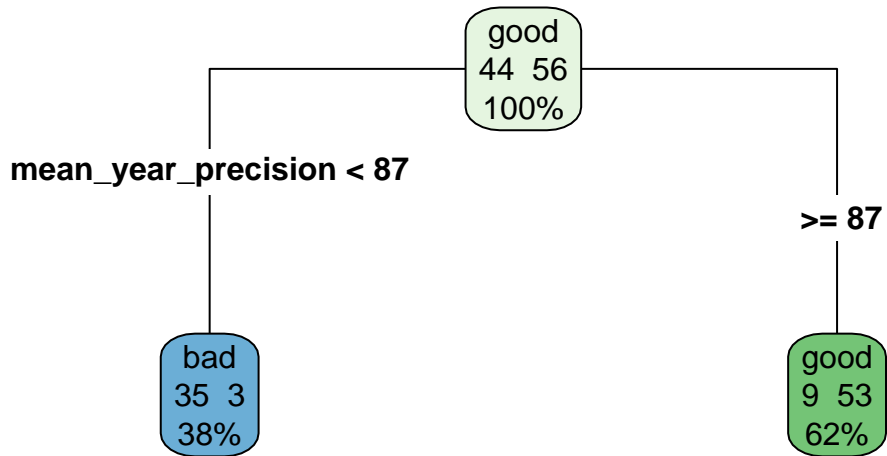 good
44 56
100%
mean_year_precision < 87
>= 87
bad
35 3
38%
good
9 53
62%